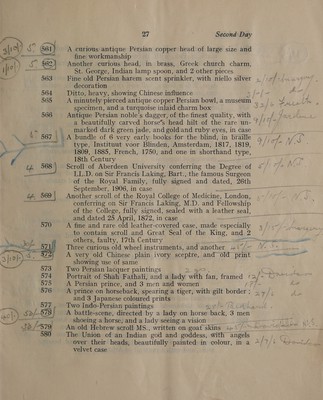 27 Second Day
561 A curious antique Persian copper head of large size and
fine workmanship
562 Another curious head, in brass, Greek church charm,
St. George, Indian lamp spoon, and 2 other pieces
563 Fine old Persian harem scent sprinkler, with niello silver
decoration
564 Ditto, heavy, showing Chinese influence
565 A minutely pierced antique copper Persian bowl, a museum
specimen, and a turquoise inlaid charm box
566 Antique Persian noble's dagger, of the finest quality, with
a beautifully carved horse's head hilt of the rare un-
marked dark green jade, and gold and ruby eyes, in case
567 A bundle of 6 very early books for the blind, in braille
type, Institunt voor Blinden, Amsterdam, 1817, 1819,
1809, 1885, French, 1750, and one in shorthand type,
18th Century
568 Scroll of Aberdeen University conferring the Degree of
LL.D. on Sir Francis Laking, Bart., the famous Surgeon
of the Royal Family, fully signed and dated, 26th
September, 1906, in case
569 Another scroll of the Royal College of Medicine, London,
conferring on Sir Francis Laking, M.D. and Fellowship
of the College, fully signed, sealed with a leather seal,
and dated 25 April, 1872, in case
570 A fine and rare old leather-covered case, made specially
to contain scroll and Great Seal of the King, and 2
others, faulty, 17th Century
571 Three curious old wheel instruments, and another
572 A very old Chinese plain ivory sceptre, and old print
showing use of same
573 Two Persian lacquer paintings
574 Portrait of Shah Fathali, and a lady with fan, framed
575 A Persian prince, and 3 men and women
576 A prince on horseback, spearing a tiger, with gilt border
and 3 Japanese coloured prints
577 Two Indo-Persian paintings
578 A battle-scene, directed by a lady on horse back, 3 men
shoeing a horse, and a lady seeing a vision
579 An old Hebrew scroll MS., written on goat skins
580 The Union of an Indian god and goddess, with angels
over their beads, beautifully painted in colour, in a
velvet case